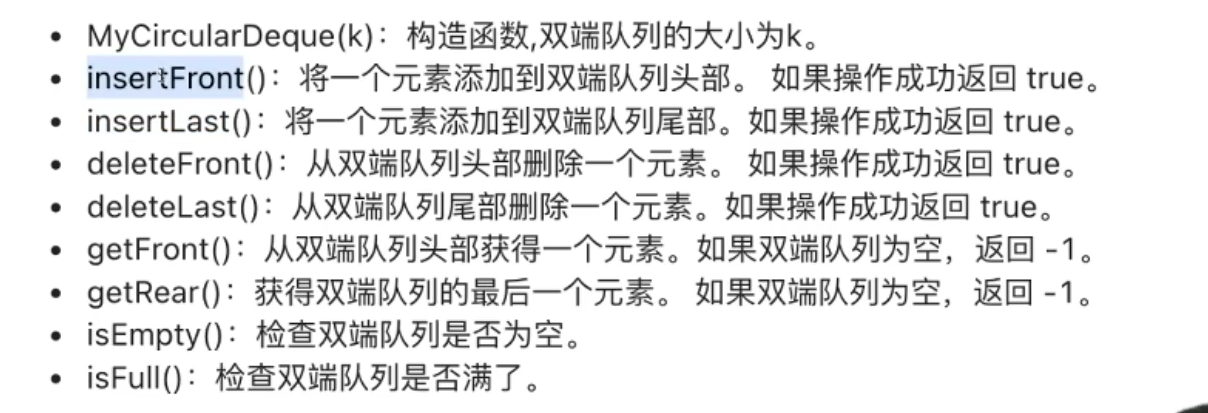 • MyCircularDeque(k)：构造函数,双端队列的大小为k。
• insertFront()：将一个元素添加到双端队列头部。 如果操作成功返回 true。
• insertLast()：将一个元素添加到双端队列尾部。如果操作成功返回 true。
• deleteFront()：从双端队列头部删除一个元素。 如果操作成功返回 true。
• deleteLast()：从双端队列尾部删除一个元素。如果操作成功返回 true。
• getFront()：从双端队列头部获得一个元素。如果双端队列为空，返回 -1。
• getRear()：获得双端队列的最后一个元素。 如果双端队列为空，返回 -1。
• isEmpty()：检查双端队列是否为空。
• isFull()：检查双端队列是否满了。